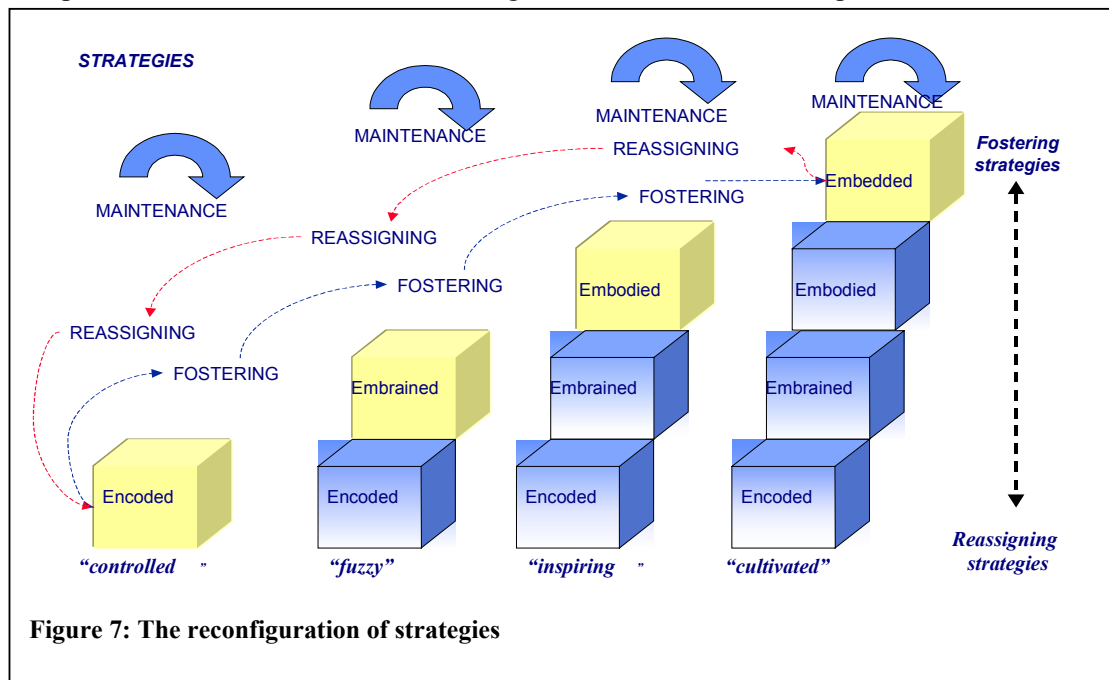 STRATEGIES
MAINTENANCE
MAINTENANCE
MAINTENANCE
MAINTENANCE
REASSIGNING
Fostering
strategies
Embedded
FOSTERING
REASSIGNING
FOSTERING
Embodied
Embodied
REASSIGNING
FOSTERING
Embrained
Embrained
Embrained
Encoded
Encoded
Encoded
Encoded
Reassigning
strategies
“controlled ”
“fuzzy”
“inspiring ”
“cultivated”
Figure 7: The reconfiguration of strategies